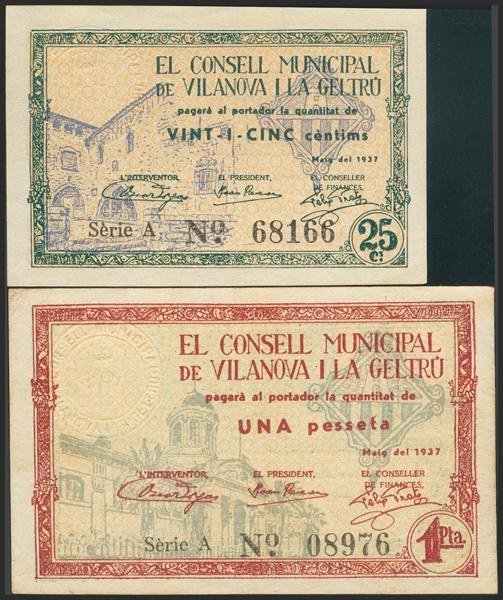 EL CONSELL MUNICIPAL
DE VILANOVA I LA GELTRÚ
pagarà al portador la quantitat de
VINT-I-CINC cèntims
Maig del 1937
L'INTERVENTOR, EL PRESIDENT, EL CONSELLER
DE FINANCES,
Sèrie A Nº 68166 25
Ci
EL CONSELL MUNICIPAL
DE VILANOVA I LA GELTRÚ
pagarà al portador la quantitat de
UNA pesseta
Maig del 1937
L'INTERVENTOR, EL PRESIDENT, EL CONSELLER
DE FINANCES,
Sèrie A Nº 08976 1 Pta.